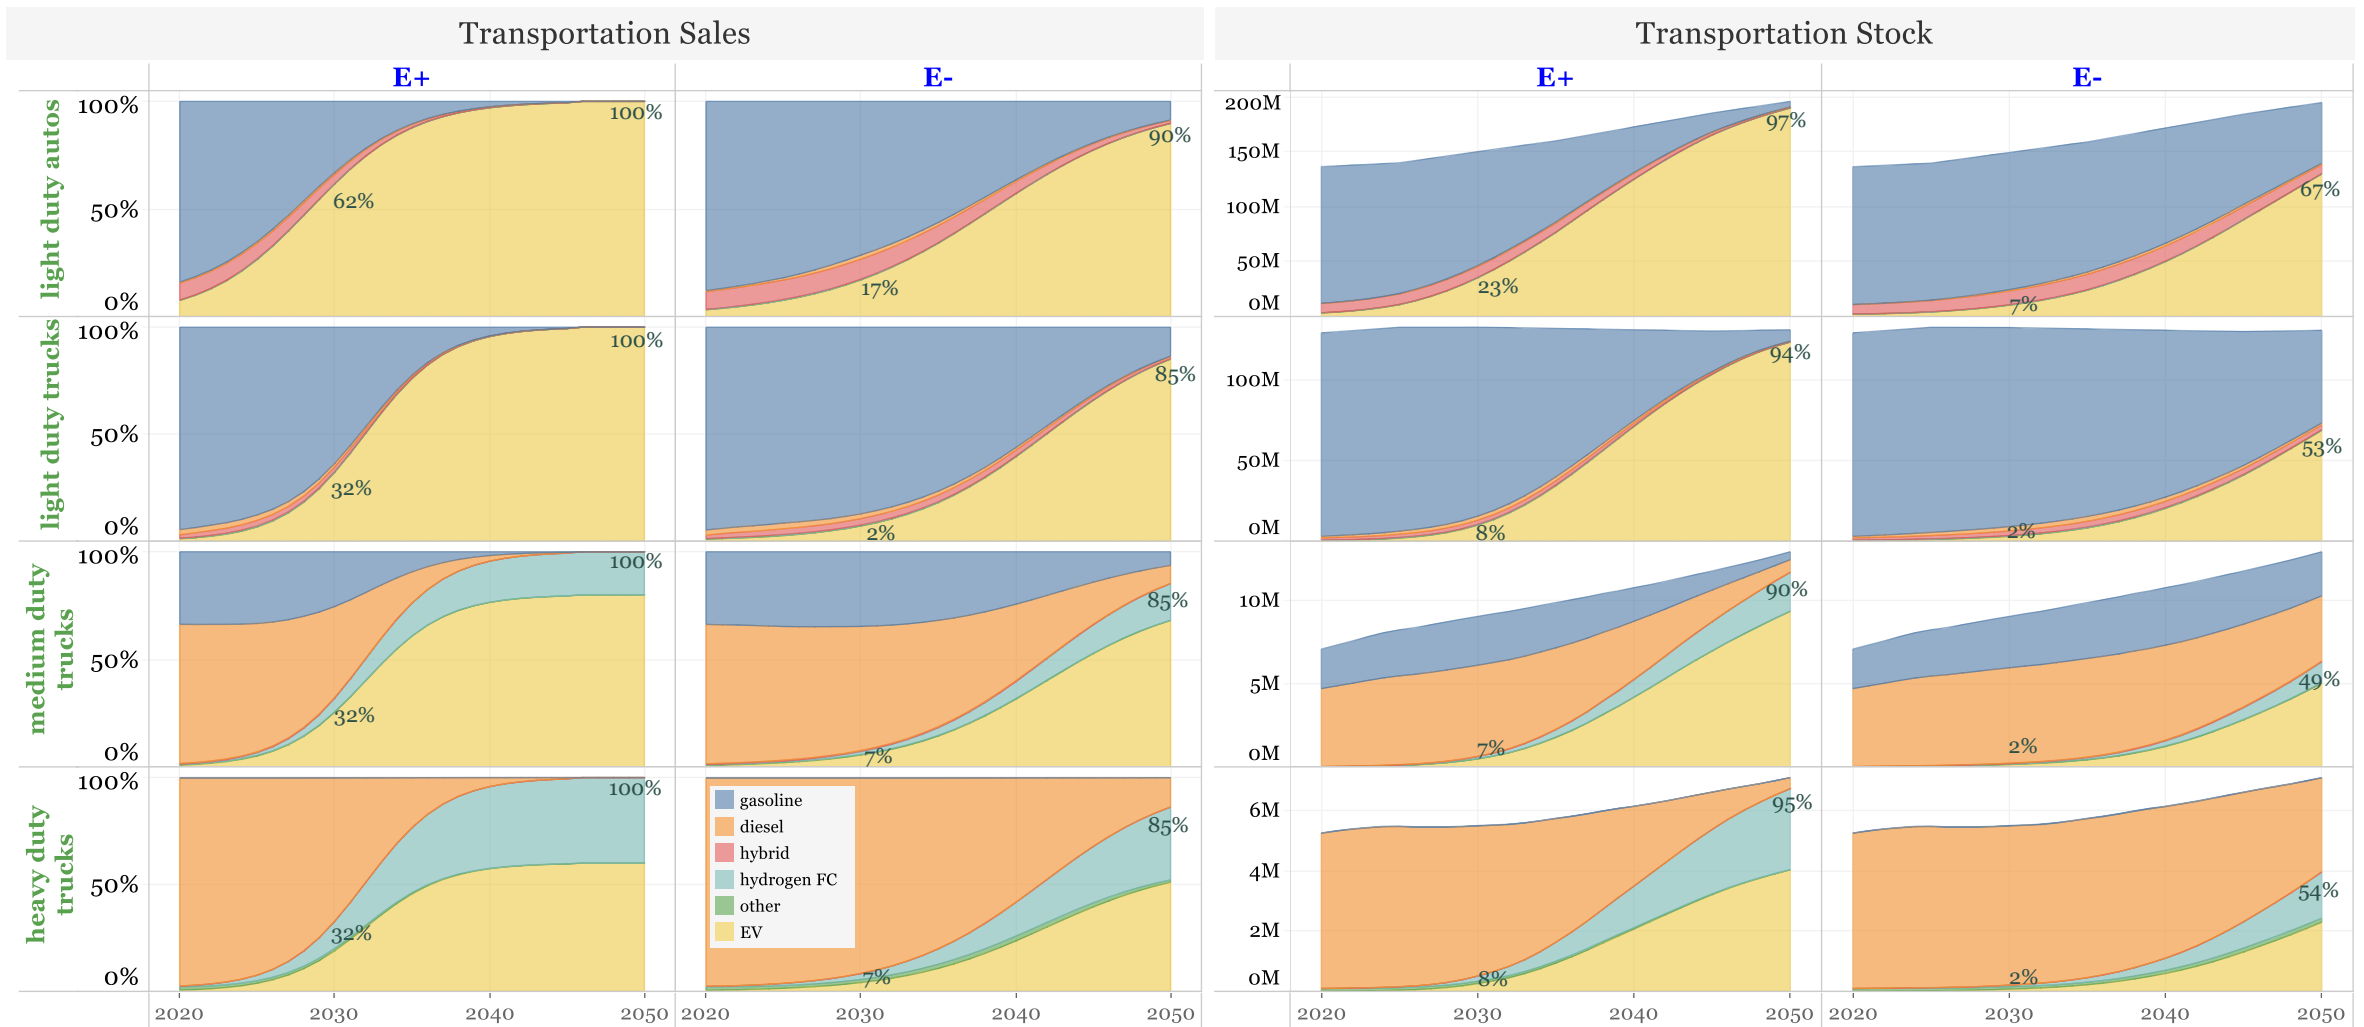 Transportation Sales
Transportation Stock
E+
E-
E+
E-
light duty autos
100%
50%
0%
62%
100%
17%
90%
200M
150M
100M
50M
0M
23%
97%
7%
67%
light duty trucks
100%
50%
0%
32%
100%
2%
85%
100M
50M
0M
8%
94%
2%
53%
medium duty
trucks
100%
50%
0%
32%
100%
7%
85%
10M
5M
0M
7%
90%
2%
49%
heavy duty
trucks
100%
50%
0%
32%
100%
gasoline
diesel
hybrid
hydrogen FC
other
EV
7%
85%
6M
4M
2M
0M
8%
95%
2%
54%
2020 2030 2040 2050
2020 2030 2040 2050
2020 2030 2040 2050
2020 2030 2040 2050